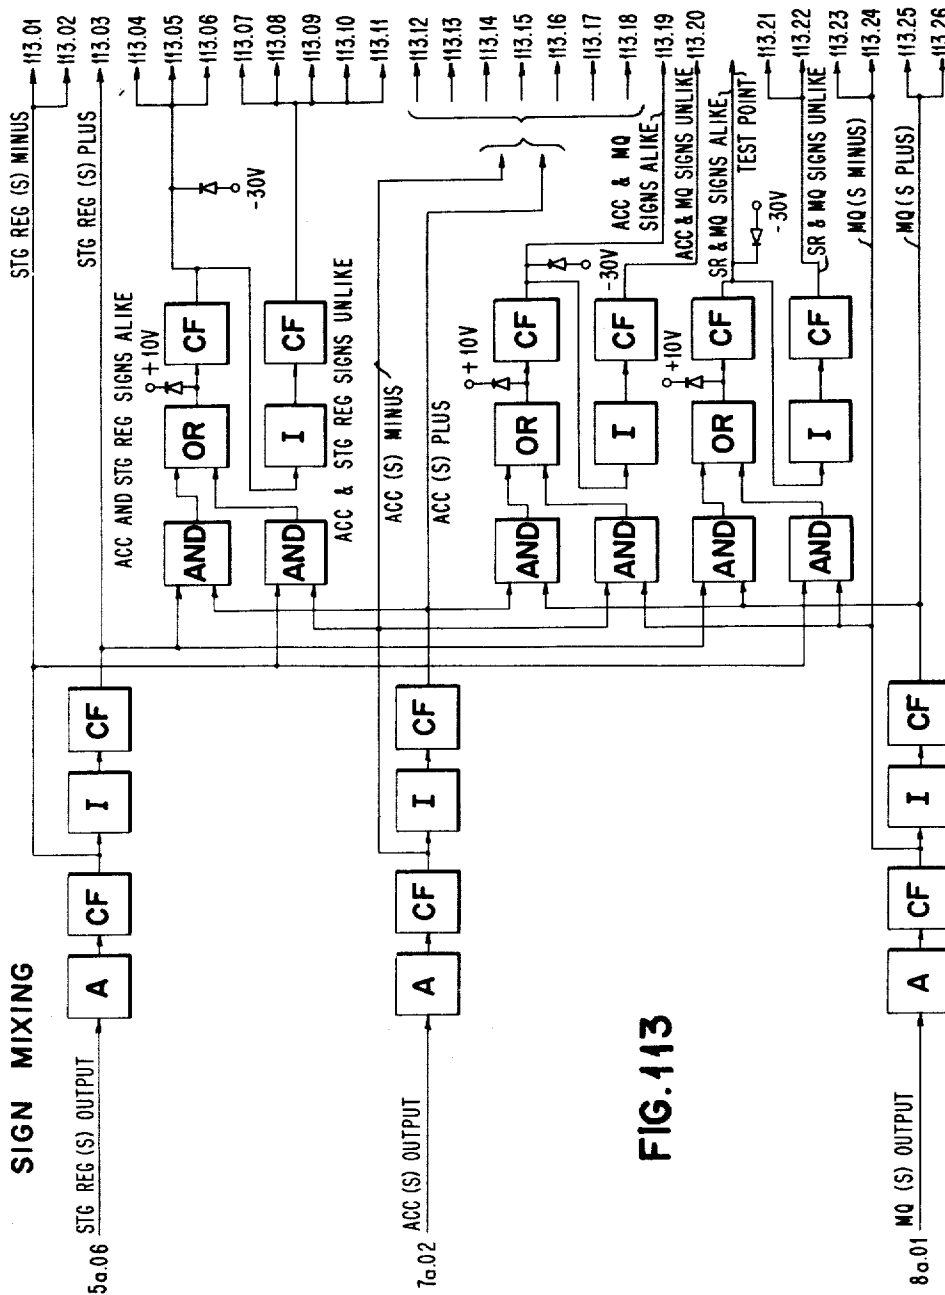 SIGN MIXING
5a.06 STG REG (S) OUTPUT
A
CF
I
CF
STG REG (S) MINUS
STG REG (S) PLUS
113.01
113.02
113.03
113.04
113.05
113.06
113.07
113.08
113.09
113.10
113.11
ACC AND STG REG SIGNS ALIKE
AND
OR
+10V
CF
-30V
AND
I
CF
ACC & STG REG SIGNS UNLIKE
7a.02 ACC (S) OUTPUT
A
CF
I
CF
ACC (S) MINUS
ACC (S) PLUS
113.12
113.13
113.14
113.15
113.16
113.17
113.18
113.19
113.20
AND
OR
+10V
CF
-30V
ACC & MQ
SIGNS ALIKE
AND
I
CF
ACC & MQ SIGNS UNLIKE
AND
OR
+10V
CF
SR & MQ SIGNS ALIKE
TEST POINT
-30V
AND
I
CF
SR & MQ SIGNS UNLIKE
113.21
113.22
113.23
113.24
113.25
113.26
MQ (S MINUS)
MQ (S PLUS)
8a.01 MQ (S) OUTPUT
A
CF
I
CF
FIG. 113